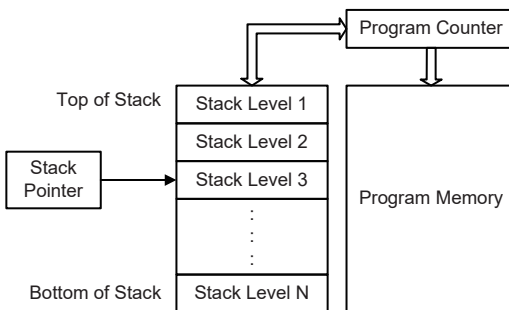 Program Counter
Top of Stack
Stack Level 1
Stack Level 2
Stack
Pointer
Stack Level 3
:
:
:
Program Memory
Bottom of Stack
Stack Level N